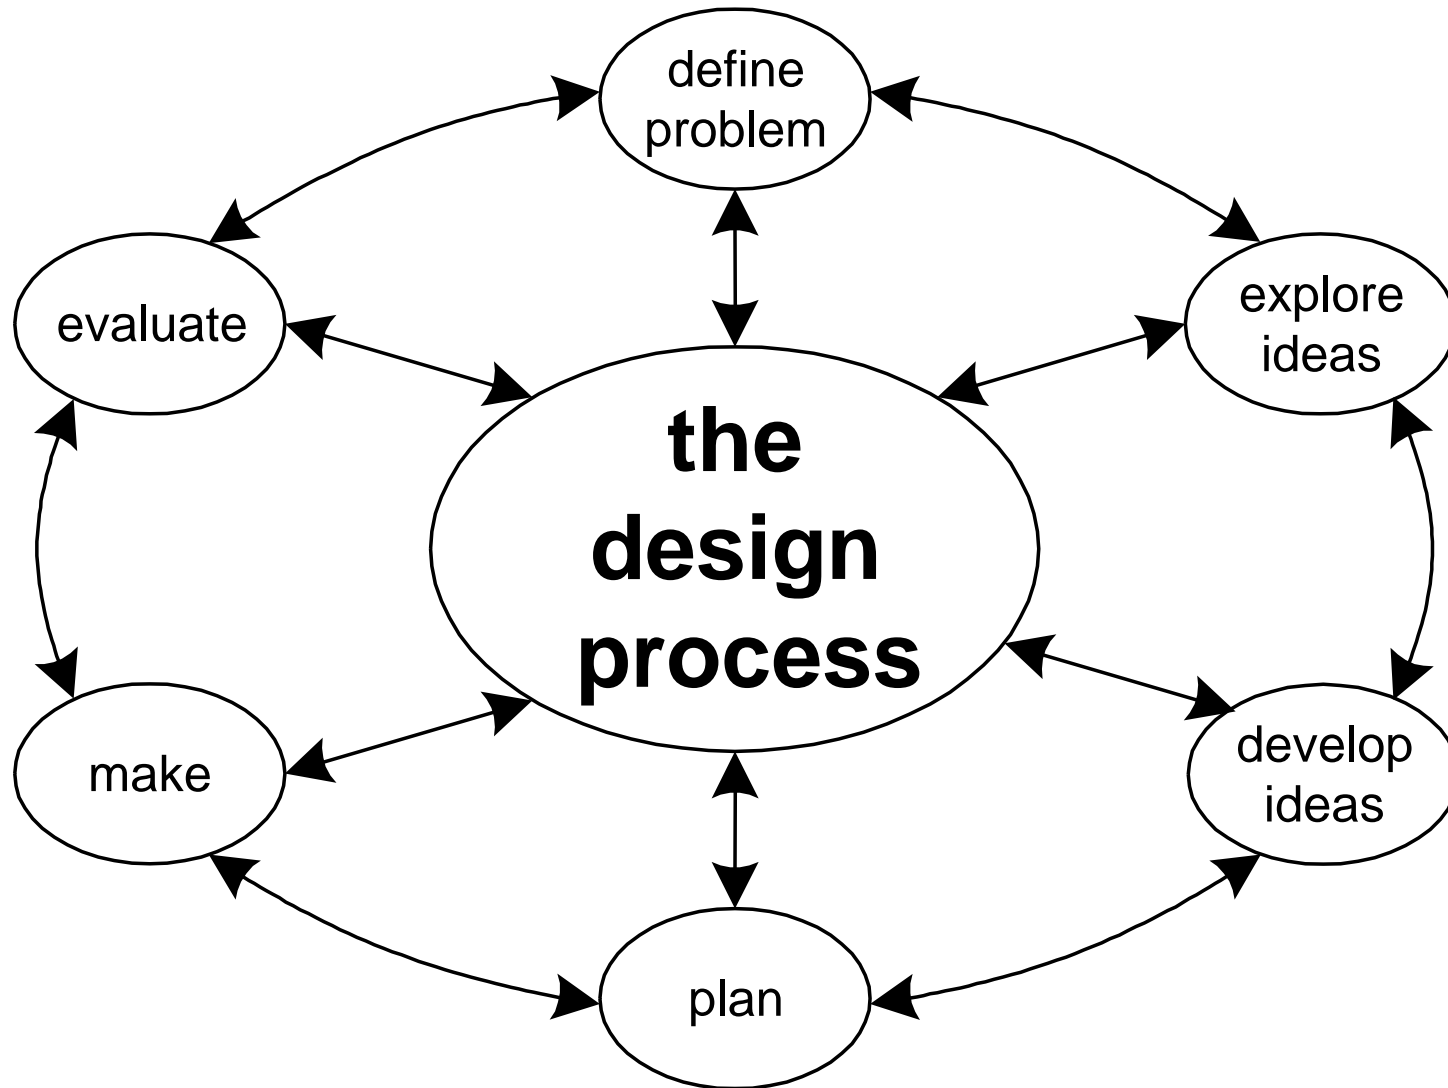 define
problem
explore
ideas
evaluate
the
design
process
develop
ideas
make
plan